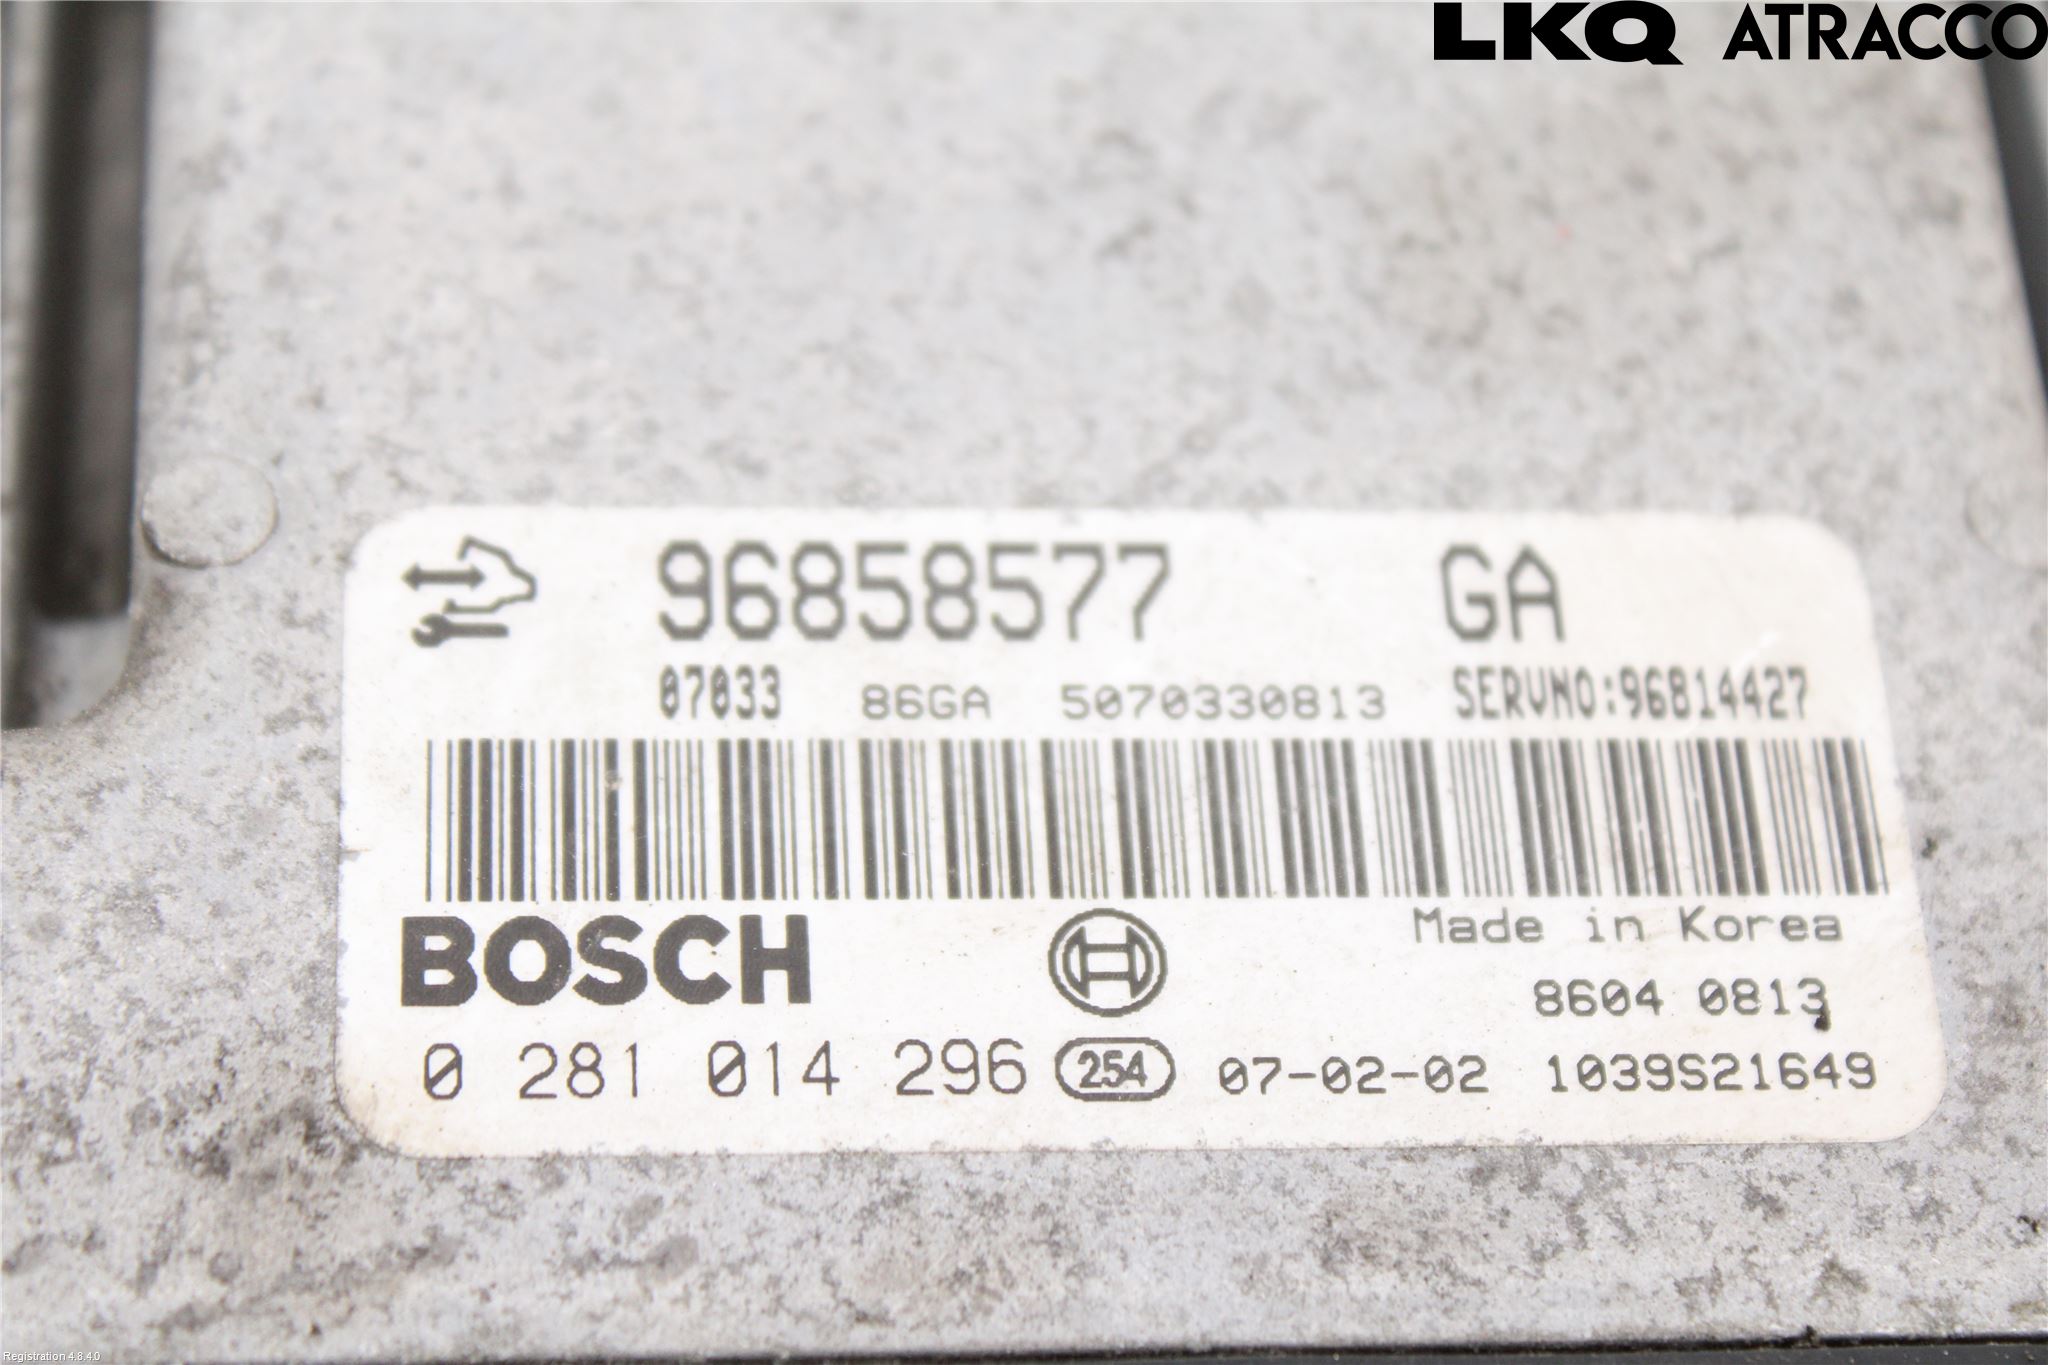 LKQ ATRACCO
96858577 GA
07033 86GA 5070330813 SERVNO:96814427
BOSCH
Made in Korea
8604 0813
0 281 014 296 254 07-02-02 1039S21649
Registration 4.8.4.0